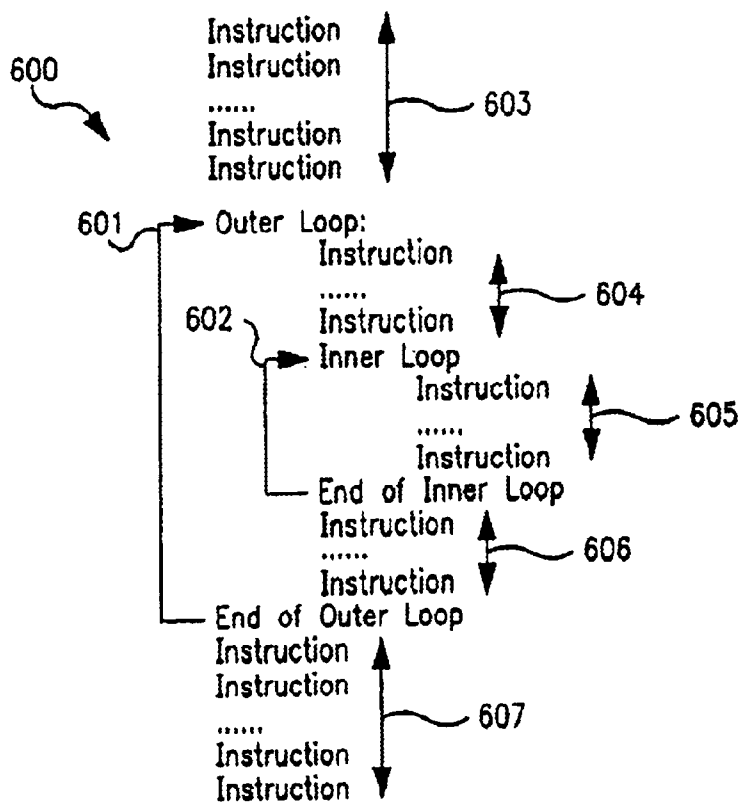 Instruction
600 Instruction
...... 603
Instruction
Instruction
601 Outer Loop:
Instruction
...... 604
602 Instruction
Inner Loop
Instruction
...... 605
Instruction
End of Inner Loop
Instruction
...... 606
Instruction
End of Outer Loop
Instruction
Instruction
...... 607
Instruction
Instruction